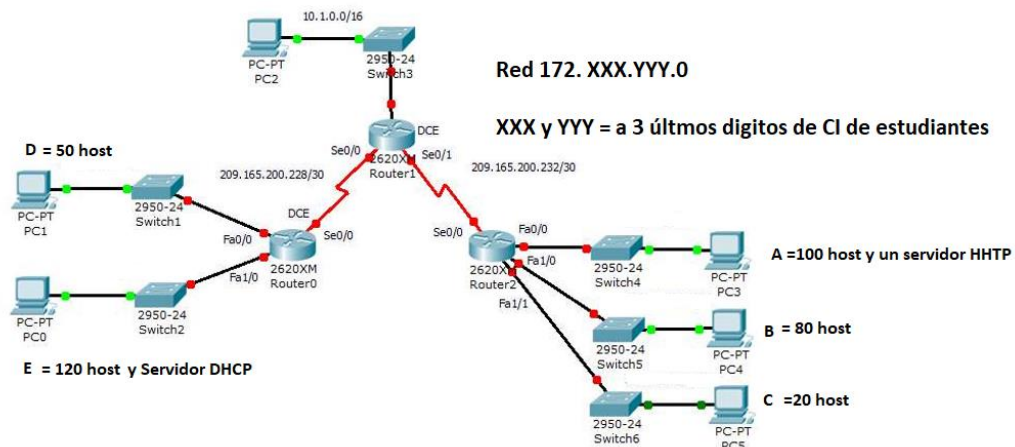 10.1.0.0/16
PC-PT
PC2
2950-24
Switch3
Red 172. XXX.YYY.0
XXX y YYY = a 3 últmos digitos de CI de estudiantes
DCE
Se0/0
2620XM
Router1
Se0/1
209.165.200.228/30
209.165.200.232/30
D = 50 host
PC-PT
PC1
2950-24
Switch1
Fa0/0
DCE
Se0/0
2620XM
Router0
Fa1/0
PC-PT
PC0
2950-24
Switch2
E = 120 host y Servidor DHCP
Se0/0
Fa0/0
2620XM
Router2
Fa1/0
Fa1/1
2950-24
Switch4
PC-PT
PC3
A =100 host y un servidor HHTP
2950-24
Switch5
PC-PT
PC4
B = 80 host
2950-24
Switch6
PC-PT
PC5
C =20 host